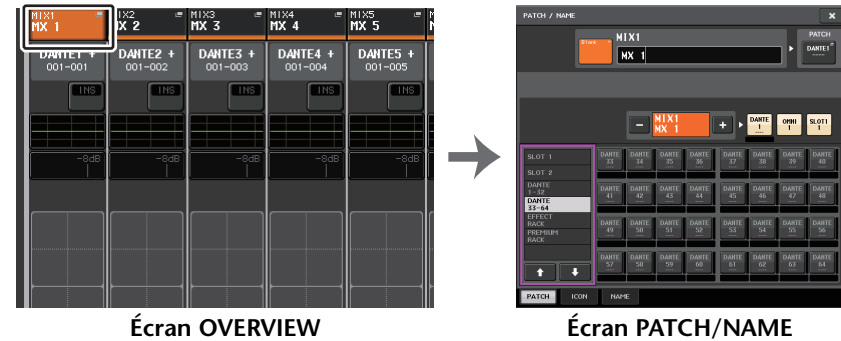 MIX1 IX2 MIX3 MIX4 MIX5
MX 1 X 2 MX 3 MX 4 MX 5
DANTE1 + DANTE2 + DANTE3 + DANTE4 + DANTE5 +
001-001 001-002 001-003 001-004 001-005
INS INS INS INS INS
-8dB -8dB -8dB -8dB
Écran OVERVIEW
PATCH / NAME ×
MIX1
MX 1
PATCH
DANTE1
MIX1
MX 1
- +
DANTE 1 OMNI 1 SLOT1 1
SLOT 1
SLOT 2
DANTE
1-32
DANTE
33-64
EFFECT
RACK
PREMIUM
RACK
DANTE 33 DANTE 34 DANTE 35 DANTE 36 DANTE 37 DANTE 38 DANTE 39 DANTE 40
DANTE 41 DANTE 42 DANTE 43 DANTE 44 DANTE 45 DANTE 46 DANTE 47 DANTE 48
DANTE 49 DANTE 50 DANTE 51 DANTE 52 DANTE 53 DANTE 54 DANTE 55 DANTE 56
DANTE 57 DANTE 58 DANTE 59 DANTE 60 DANTE 61 DANTE 62 DANTE 63 DANTE 64
PATCH ICON NAME
Écran PATCH/NAME